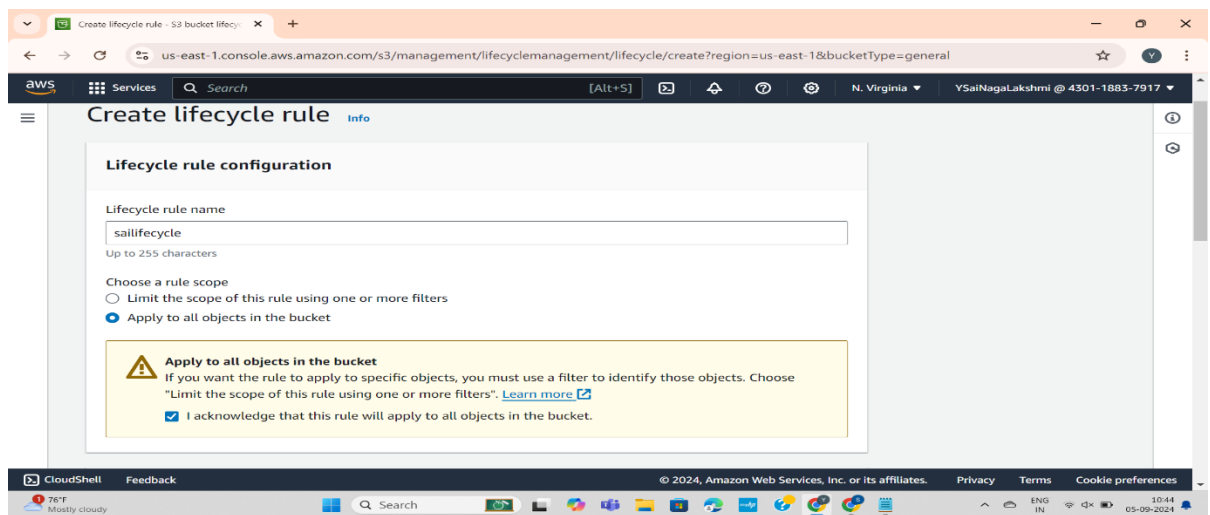 Create lifecycle rule - S3 bucket lifecy
us-east-1.console.aws.amazon.com/s3/management/lifecyclemanagement/lifecycle/create?region=us-east-1&bucketType=general
Y
aws Services Search [Alt+S] N. Virginia YSaiNagaLakshmi @ 4301-1883-7917
Create lifecycle rule Info
Lifecycle rule configuration
Lifecycle rule name
sailifecycle
Up to 255 characters
Choose a rule scope
Limit the scope of this rule using one or more filters
Apply to all objects in the bucket
Apply to all objects in the bucket
If you want the rule to apply to specific objects, you must use a filter to identify those objects. Choose
"Limit the scope of this rule using one or more filters". Learn more
I acknowledge that this rule will apply to all objects in the bucket.
CloudShell Feedback © 2024, Amazon Web Services, Inc. or its affiliates. Privacy Terms Cookie preferences
1 76°F Search ENG 10:44
Mostly cloudy IN 05-09-2024